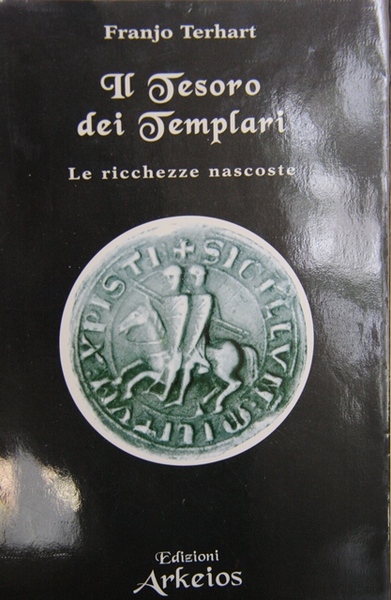 Franjo Terhart
Il Tesoro
dei Templari
Le ricchezze nascoste
+ SIGILLVM MILITVM XPISTI
Edizioni
Arkeios